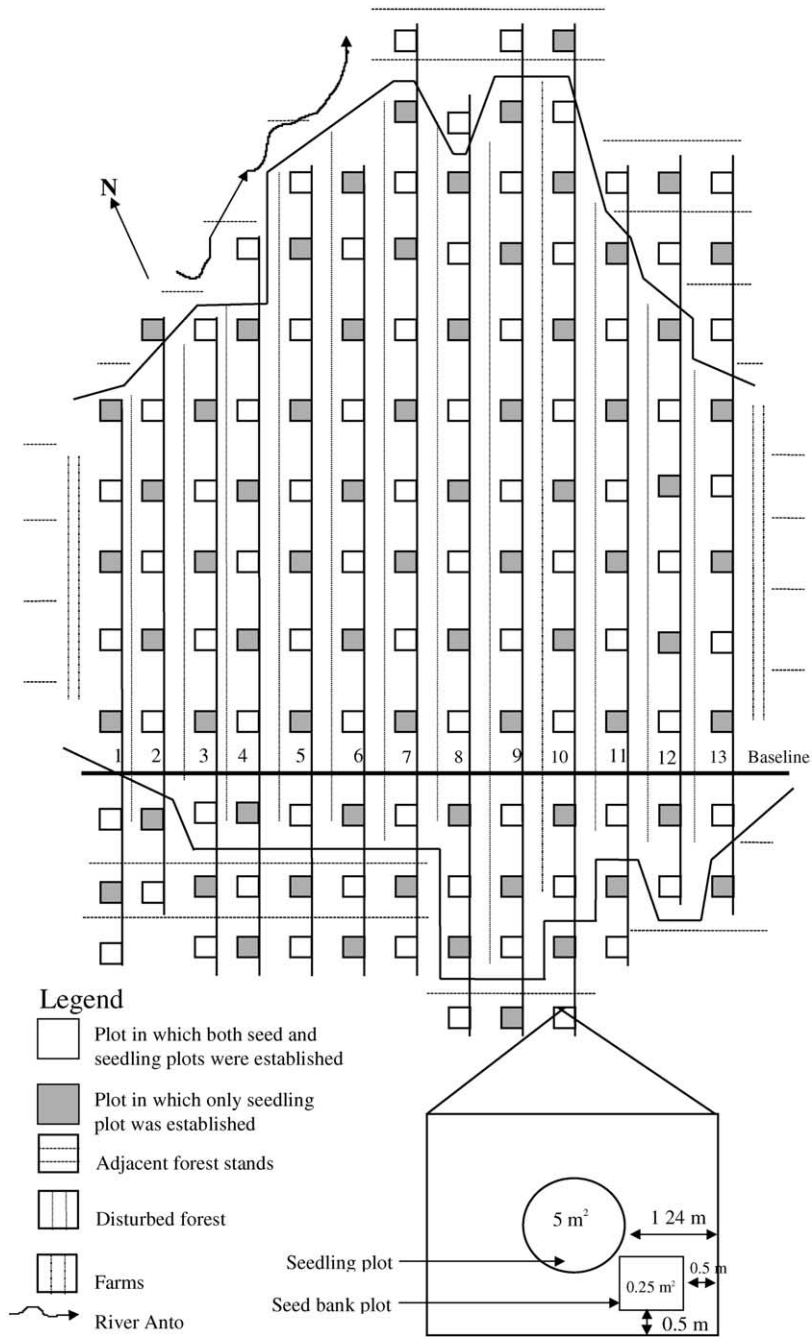 N
1 2 3 4 5 6 7 8 9 10 11 12 13 Baseline
Legend
Plot in which both seed and
seedling plots were established
Plot in which only seedling
plot was established
Adjacent forest stands
Disturbed forest
Farms
River Anto
5 m²
1 24 m
Seedling plot
0.5 m
0.25 m²
Seed bank plot
0.5 m